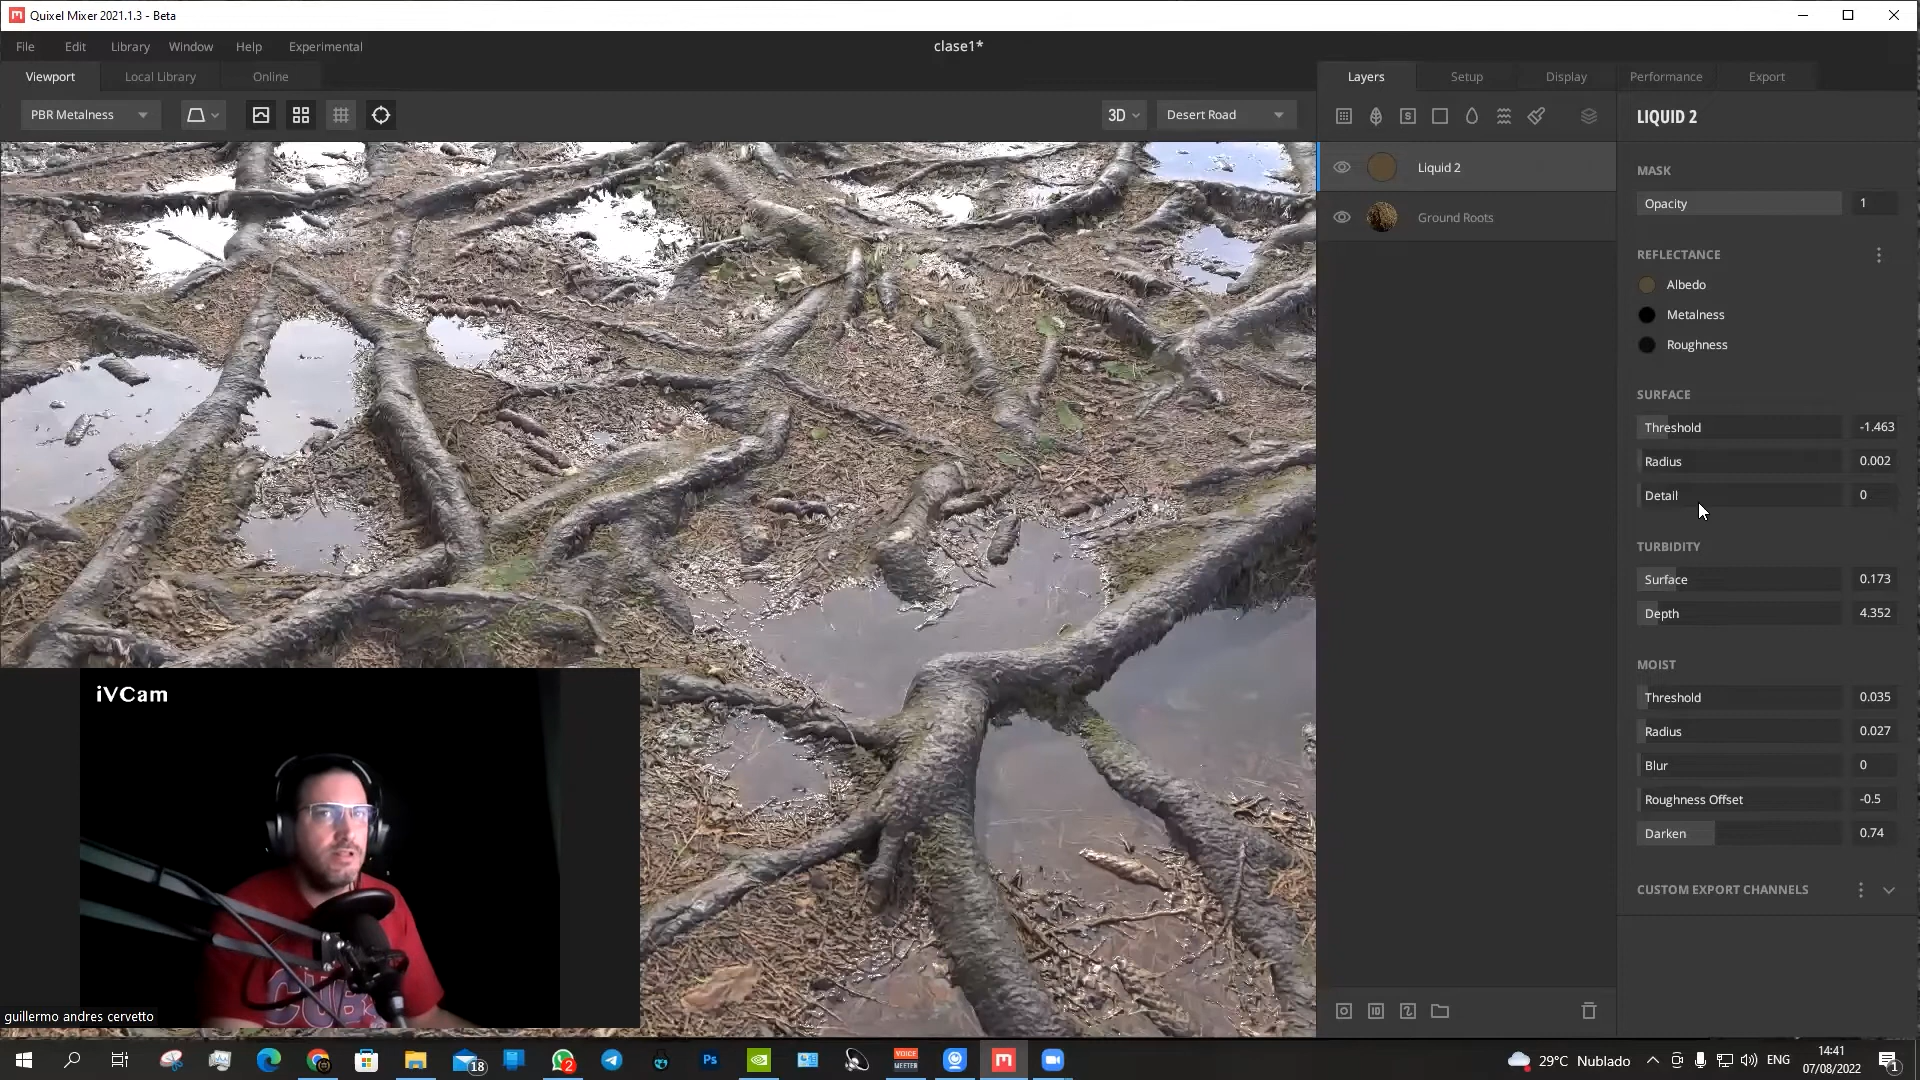 Quixel Mixer 2021.1.3 - Beta
File Edit Library Window Help Experimental
clase1*
Viewport Local Library Online
Layers Setup Display Performance Export
PBR Metalness
3D
Desert Road
LIQUID 2
Liquid 2
Ground Roots
MASK
Opacity 1
REFLECTANCE
Albedo
Metalness
Roughness
SURFACE
Threshold -1.463
Radius 0.002
Detail 0
TURBIDITY
Surface 0.173
Depth 4.352
MOIST
Threshold 0.035
Radius 0.027
Blur 0
Roughness Offset -0.5
Darken 0.74
CUSTOM EXPORT CHANNELS
iVCam
guillermo andres cervetto
18
2
Ps
VOICE
MEETER
29°C Nublado
ENG
14:41
07/08/2022
1